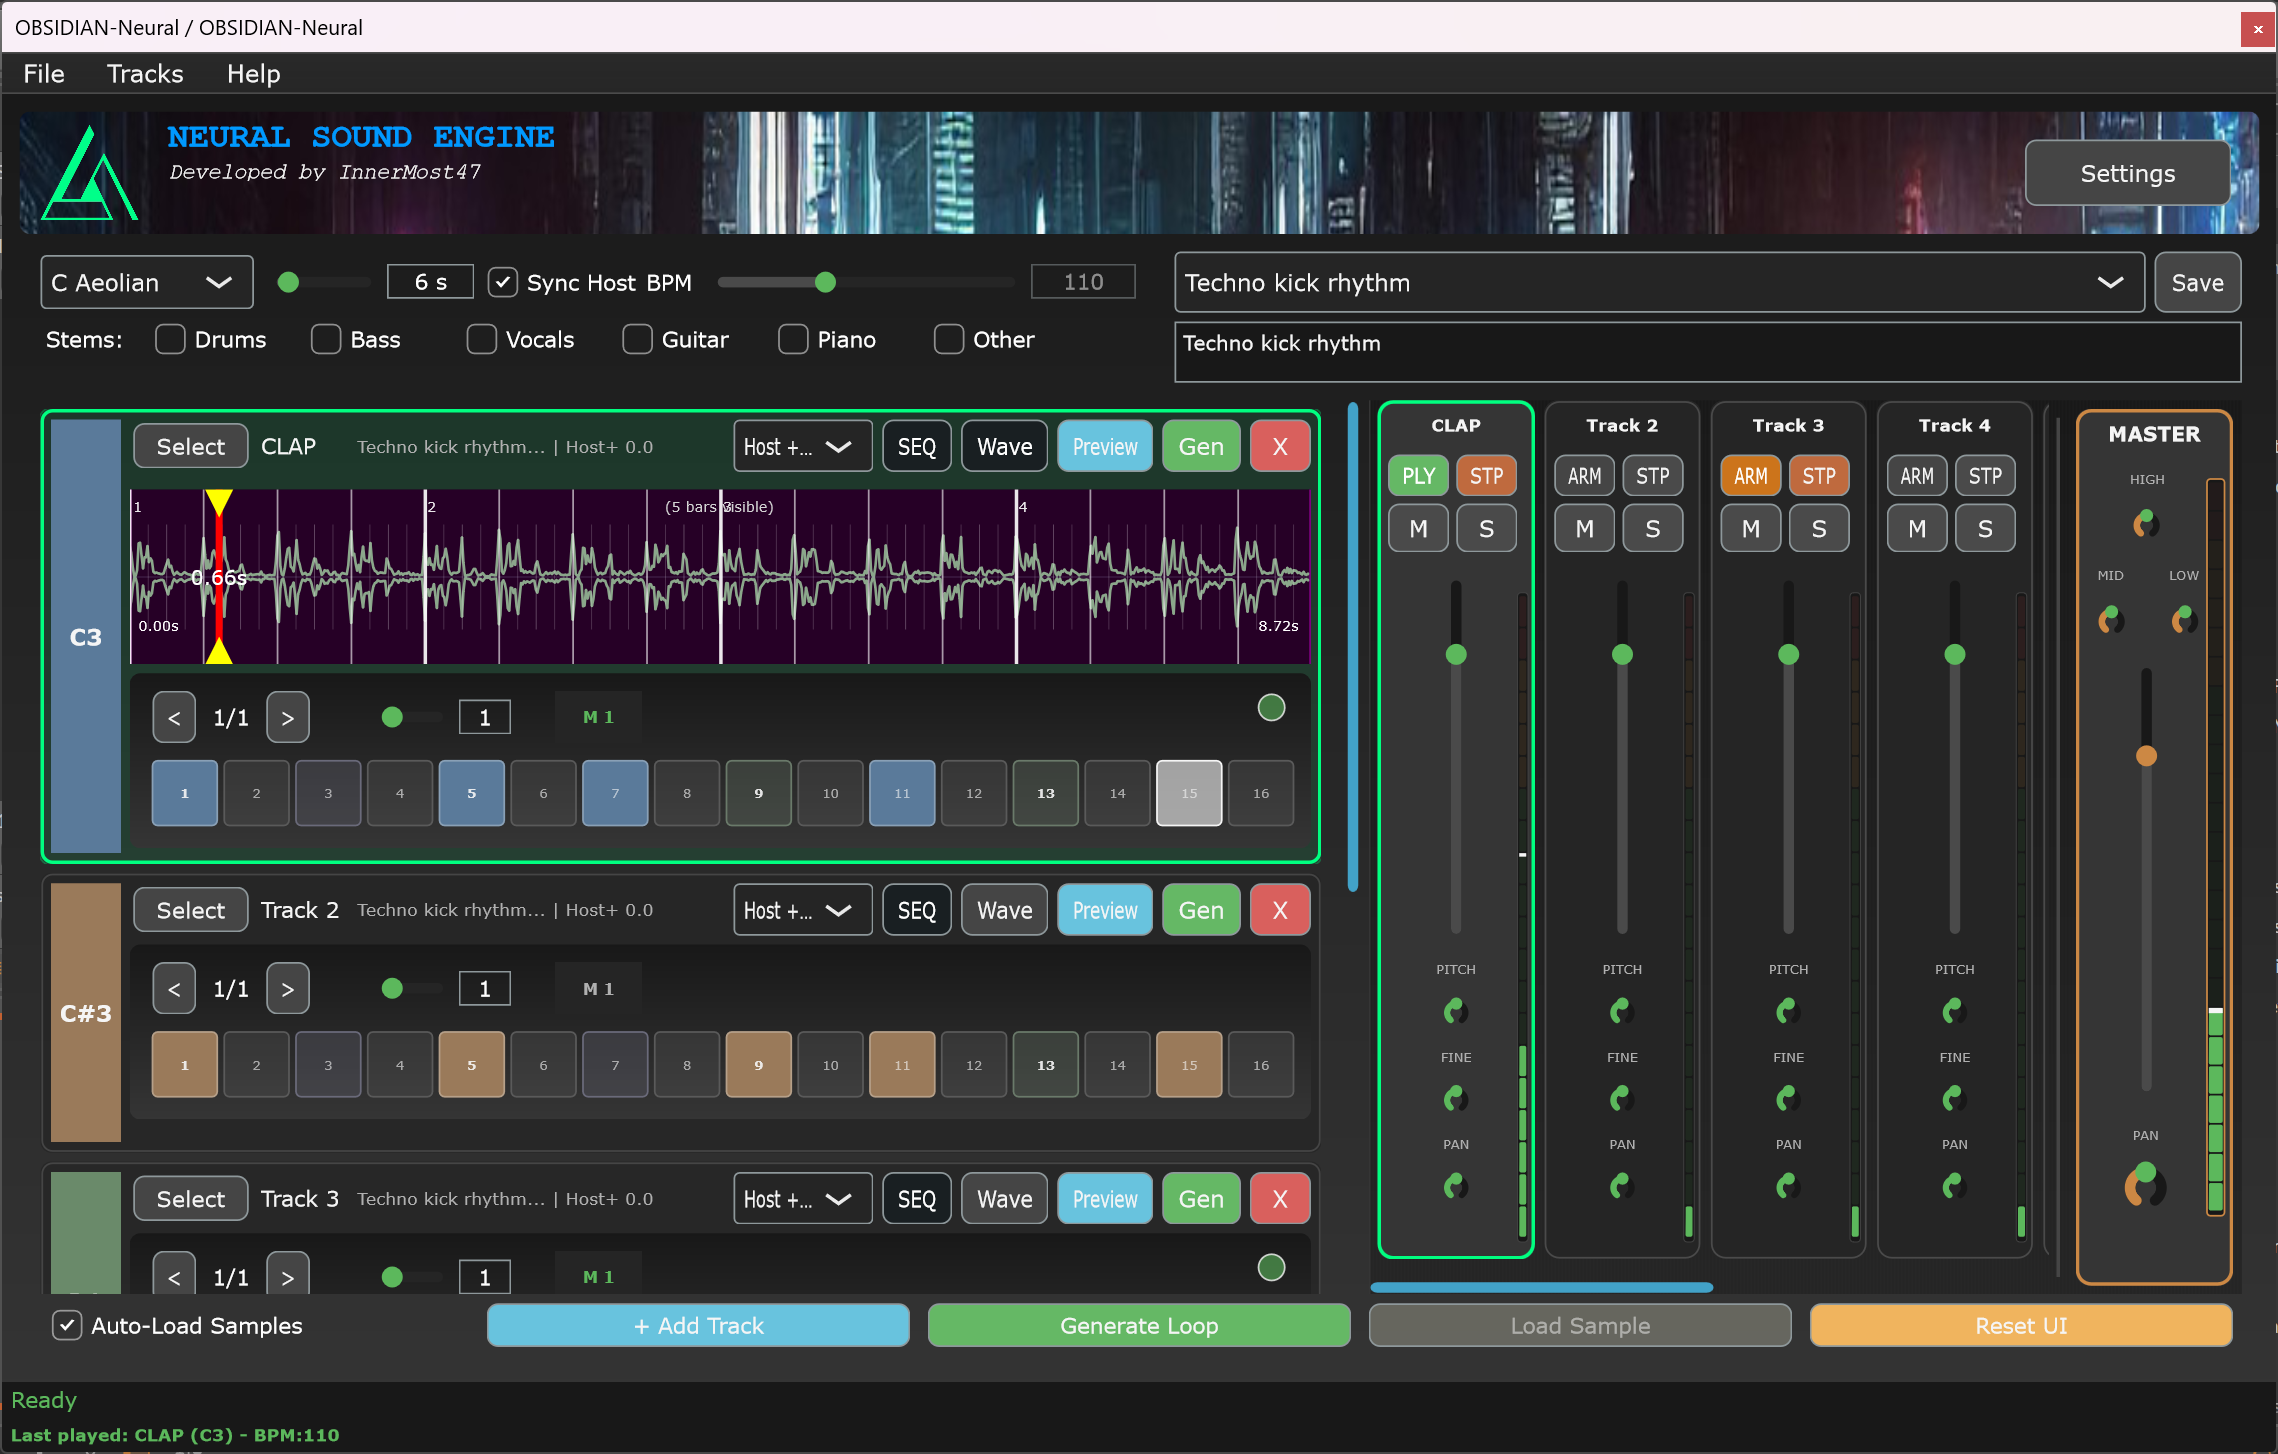 OBSIDIAN-Neural / OBSIDIAN-Neural
File Tracks Help
NEURAL SOUND ENGINE
Developed by InnerMost47
Settings
C Aeolian 6 s Sync Host BPM 110 Techno kick rhythm Save
Stems: Drums Bass Vocals Guitar Piano Other
Techno kick rhythm
C3
Select CLAP Techno kick rhythm... | Host+ 0.0 Host +... SEQ Wave Preview Gen X
1 2 (5 bars visible) 3 4
0.66s
0.00s 8.72s
< 1/1 > 1 M 1
1 2 3 4 5 6 7 8 9 10 11 12 13 14 15 16
C#3
Select Track 2 Techno kick rhythm... | Host+ 0.0 Host +... SEQ Wave Preview Gen X
< 1/1 > 1 M 1
1 2 3 4 5 6 7 8 9 10 11 12 13 14 15 16
Select Track 3 Techno kick rhythm... | Host+ 0.0 Host +... SEQ Wave Preview Gen X
< 1/1 > 1 M 1
CLAP Track 2 Track 3 Track 4
PLY STP ARM STP ARM STP ARM STP
M S M S M S M S
PITCH PITCH PITCH PITCH
FINE FINE FINE FINE
PAN PAN PAN PAN
MASTER
HIGH
MID LOW
PAN
Auto-Load Samples + Add Track Generate Loop Load Sample Reset UI
Ready
Last played: CLAP (C3) - BPM:110